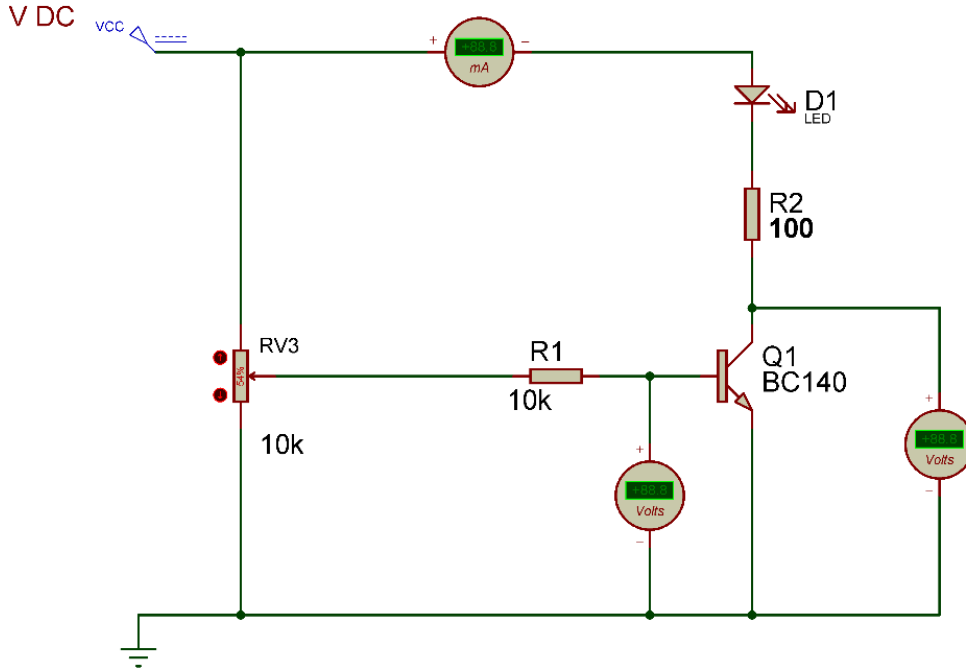 V DC
VCC
+ +88.8 −
mA
D1
LED
R2
100
RV3
54%
10k
R1
10k
Q1
BC140
+
+88.8
Volts
−
+
+88.8
Volts
−